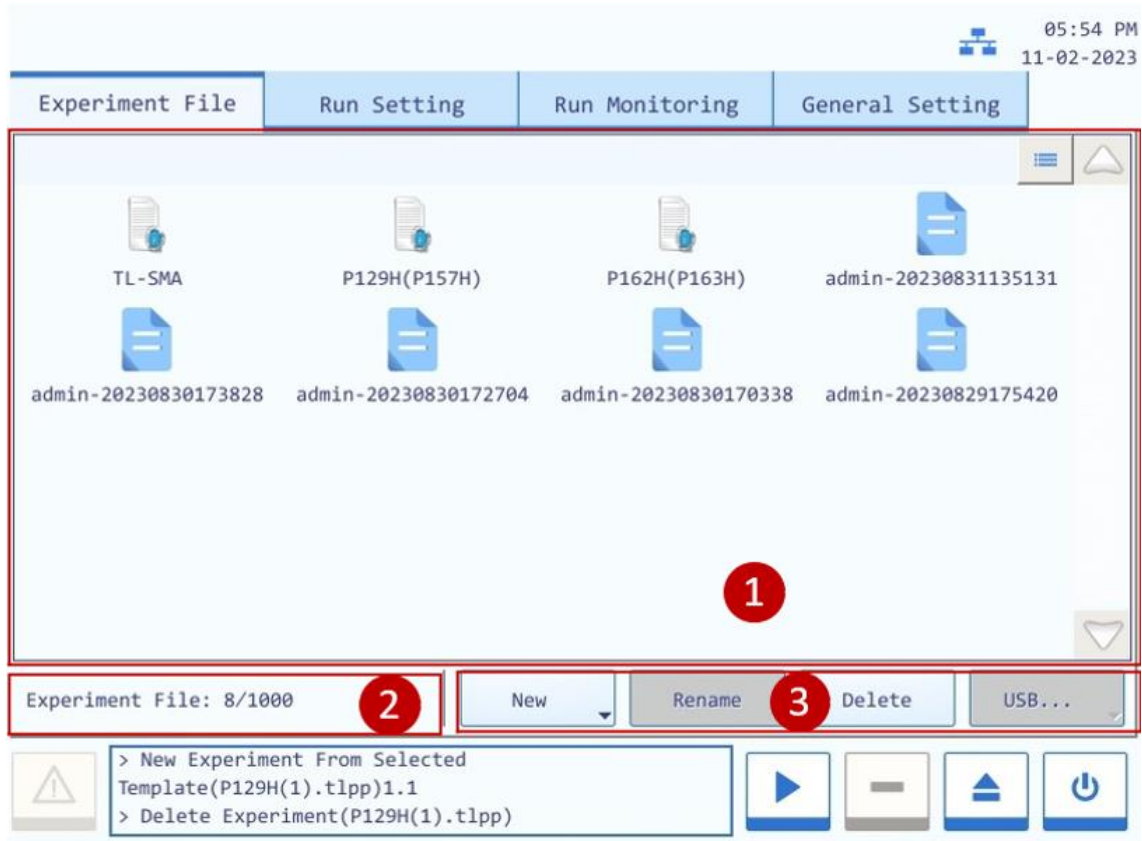 05:54 PM
11-02-2023
Experiment File
Run Setting
Run Monitoring
General Setting
TL-SMA
P129H(P157H)
P162H(P163H)
admin-20230831135131
admin-20230830173828
admin-20230830172704
admin-20230830170338
admin-20230829175420
1
Experiment File: 8/1000
2
New
Rename
3
Delete
USB...
> New Experiment From Selected
Template(P129H(1).tlpp)1.1
> Delete Experiment(P129H(1).tlpp)